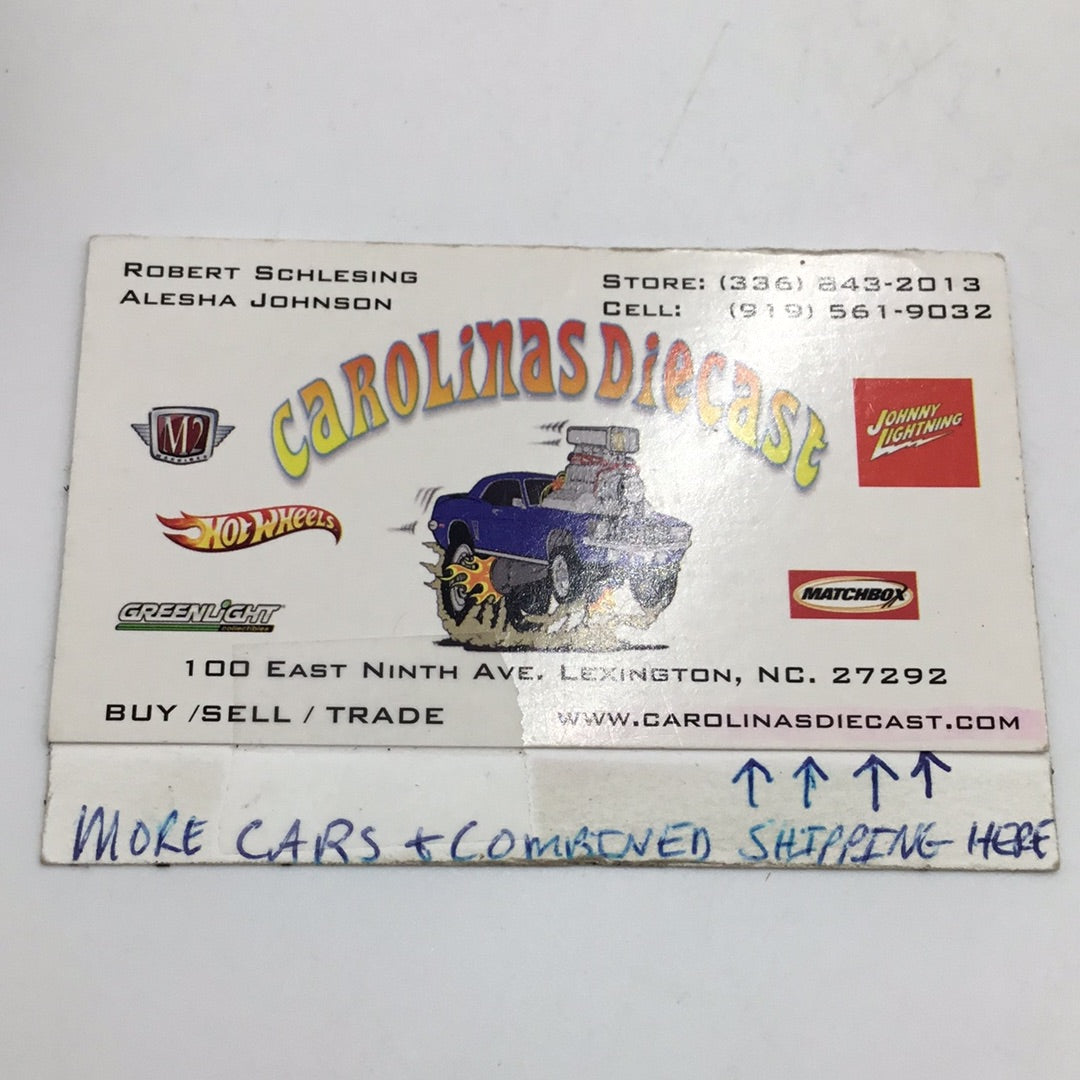 ROBERT SCHLESING
ALESHA JOHNSON
STORE: (336) 843-2013
CELL: (919) 561-9032
CAROLINAS DIECAST
M2
MACHINES
JOHNNY
LIGHTNING
HOT WHEELS
GREENLIGHT
collectibles
MATCHBOX
100 EAST NINTH AVE. LEXINGTON, NC. 27292
BUY /SELL / TRADE
WWW.CAROLINASDIECAST.COM
MORE CARS + COMBINED SHIPPING HERE